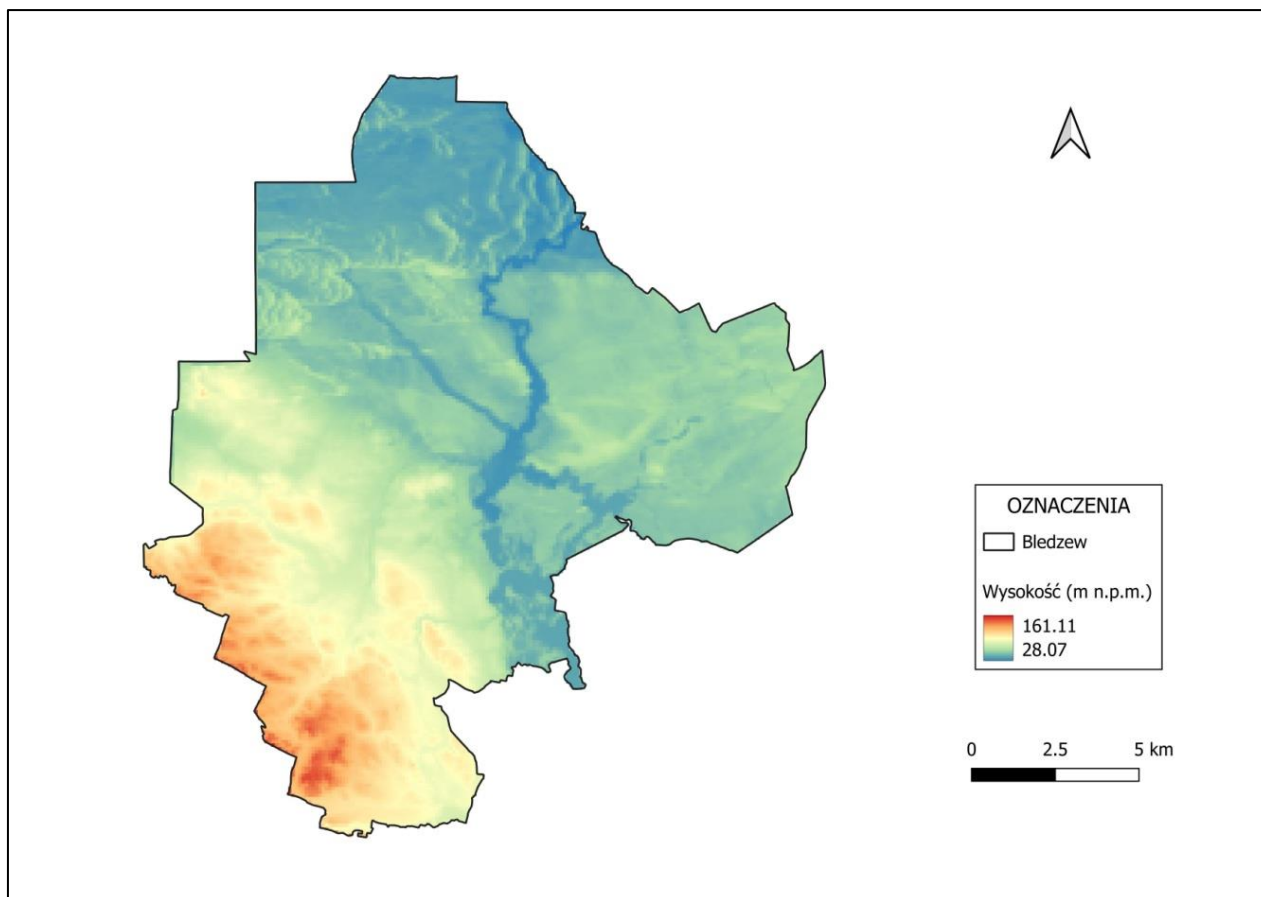 OZNACZENIA
Bledzew
Wysokość (m n.p.m.)
161.11
28.07
0 2.5 5 km